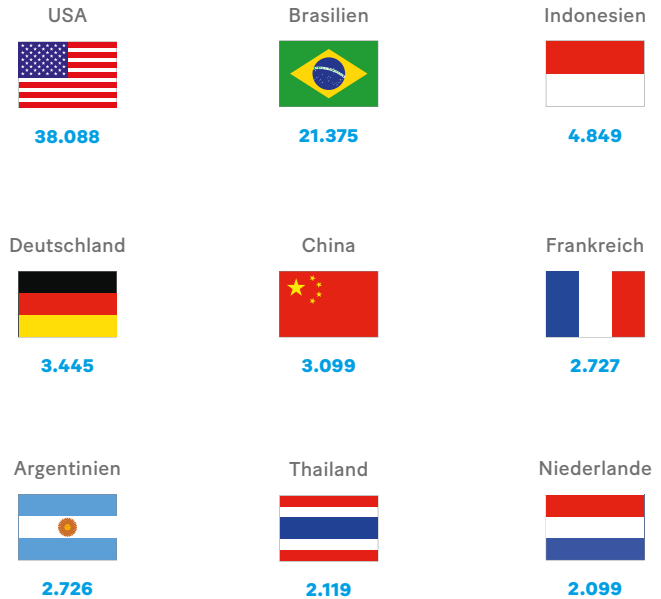 USA
Brasilien
Indonesien
38.088
21.375
4.849
Deutschland
China
Frankreich
3.445
3.099
2.727
Argentinien
Thailand
Niederlande
2.726
2.119
2.099